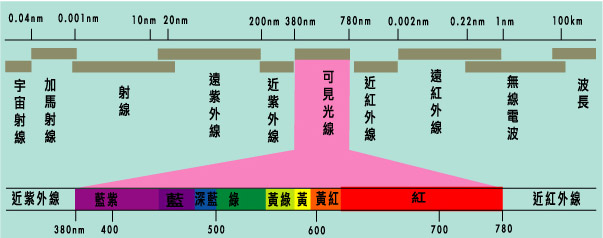 0.04nm 0.001nm 10nm 20nm 200nm 380nm 780nm 0.002nm 0.22nm 1nm 100km
宇宙射線
加馬射線
射線
遠紫外線
近紫外線
可見光線
近紅外線
遠紅外線
無線電波
波長
近紫外線 藍紫 藍 深藍 綠 黃綠 黃 黃紅 紅 近紅外線
380nm 400 500 600 700 780